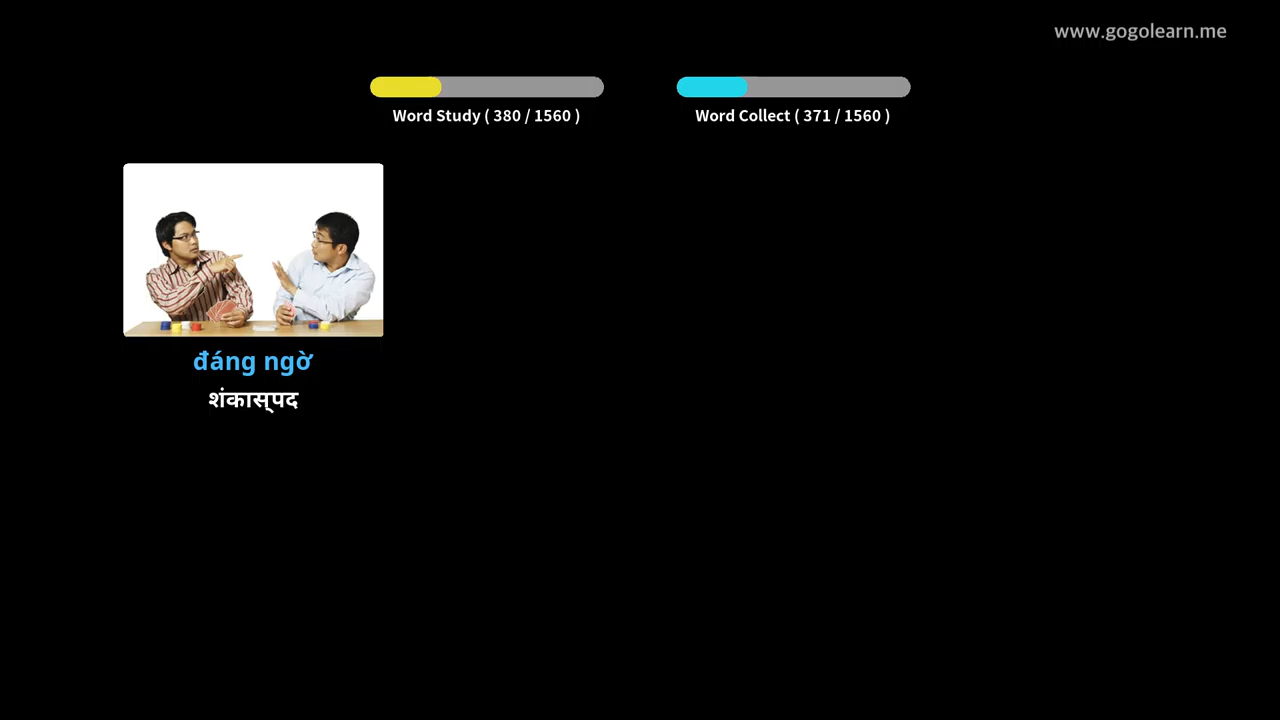 www.gogolearn.me
Word Study ( 380 / 1560 )
Word Collect ( 371 / 1560 )
đáng ngờ
शंकास्पद